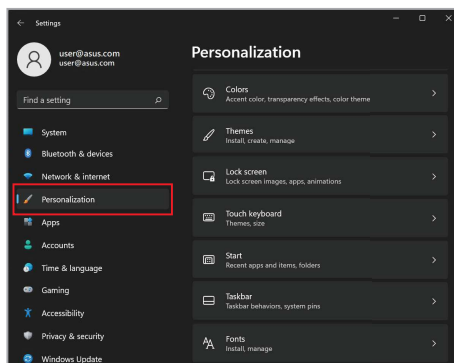 Settings
user@asus.com
user@asus.com
Find a setting
System
Bluetooth & devices
Network & internet
Personalization
Apps
Accounts
Time & language
Gaming
Accessibility
Privacy & security
Windows Update
Personalization
Colors
Accent color, transparency effects, color theme
Themes
Install, create, manage
Lock screen
Lock screen images, apps, animations
Touch keyboard
Themes, size
Start
Recent apps and items, folders
Taskbar
Taskbar behaviors, system pins
Fonts
Install, manage